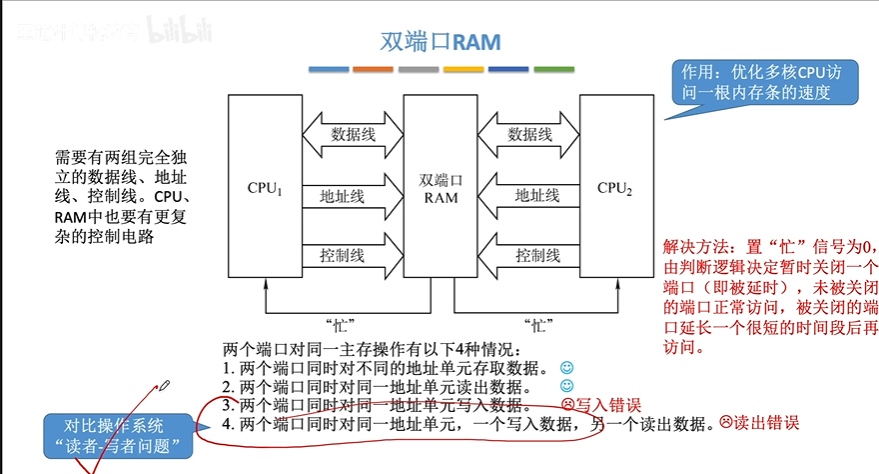 bilibili
双端口RAM
作用：优化多核CPU访
问一根内存条的速度
需要有两组完全独
立的数据线、地址
线、控制线。CPU、
RAM中也要有更复
杂的控制电路
CPU1
数据线
地址线
控制线
双端口
RAM
数据线
地址线
控制线
CPU2
“忙”
“忙”
解决方法：置“忙”信号为0，
由判断逻辑决定暂时关闭一个
端口（即被延时），未被关闭
的端口正常访问，被关闭的端
口延长一个很短的时间段后再
访问。
两个端口对同一主存操作有以下4种情况：
1. 两个端口同时对不同的地址单元存取数据。
2. 两个端口同时对同一地址单元读出数据。
3. 两个端口同时对同一地址单元写入数据。 写入错误
4. 两个端口同时对同一地址单元，一个写入数据，另一个读出数据。 读出错误
对比操作系统
“读者-写者问题”